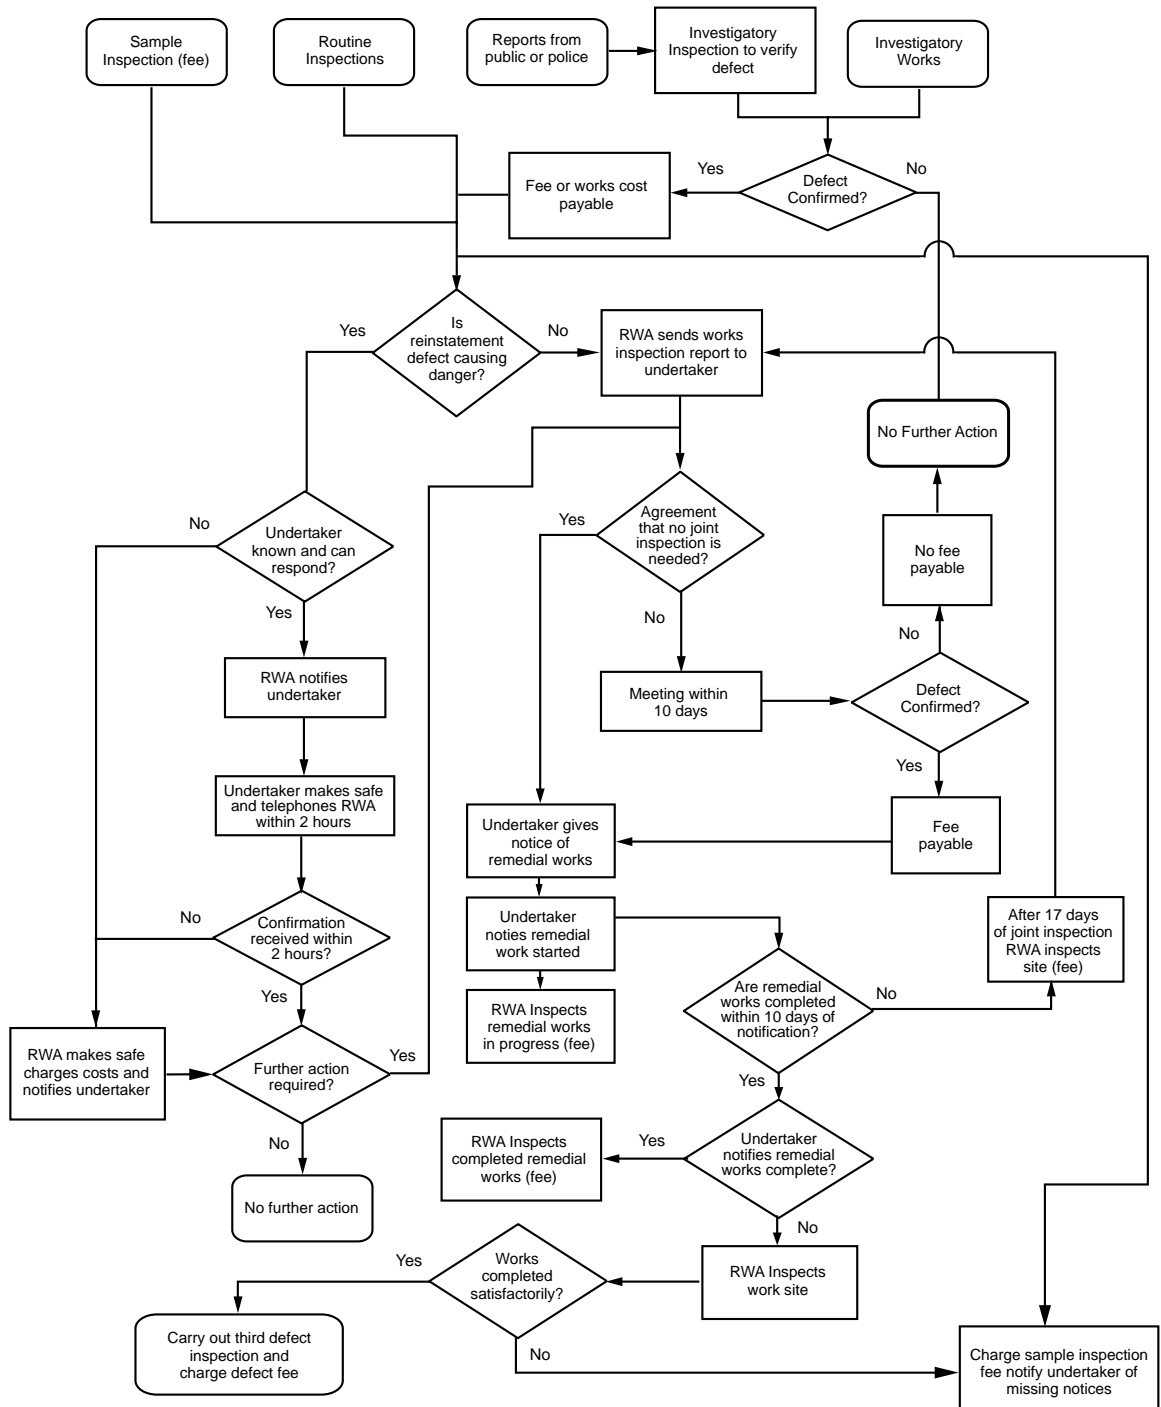 Sample
Inspection (fee)
Routine
Inspections
Reports from
public or police
Investigatory
Inspection to verify
defect
Investigatory
Works
Yes
No
Fee or works cost
payable
Defect
Confirmed?
Yes
Is
reinstatement
defect causing
danger?
No
RWA sends works
inspection report to
undertaker
No Further Action
No
Undertaker
known and can
respond?
Yes
Yes
Agreement
that no joint
inspection is
needed?
No
No fee
payable
No
RWA notifies
undertaker
Meeting within
10 days
Defect
Confirmed?
Yes
Undertaker makes safe
and telephones RWA
within 2 hours
Undertaker gives
notice of
remedial works
Fee
payable
No
Confirmation
received within
2 hours?
Yes
Undertaker
noties remedial
work started
After 17 days
of joint inspection
RWA inspects
site (fee)
RWA Inspects
remedial works
in progress (fee)
Are remedial
works completed
within 10 days of
notification?
No
Yes
RWA makes safe
charges costs and
notifies undertaker
Further action
required?
Yes
No
No further action
RWA Inspects
completed remedial
works (fee)
Yes
Undertaker
notifies remedial
works complete?
No
Yes
Works
completed
satisfactorily?
RWA Inspects
work site
No
Carry out third defect
inspection and
charge defect fee
Charge sample inspection
fee notify undertaker of
missing notices